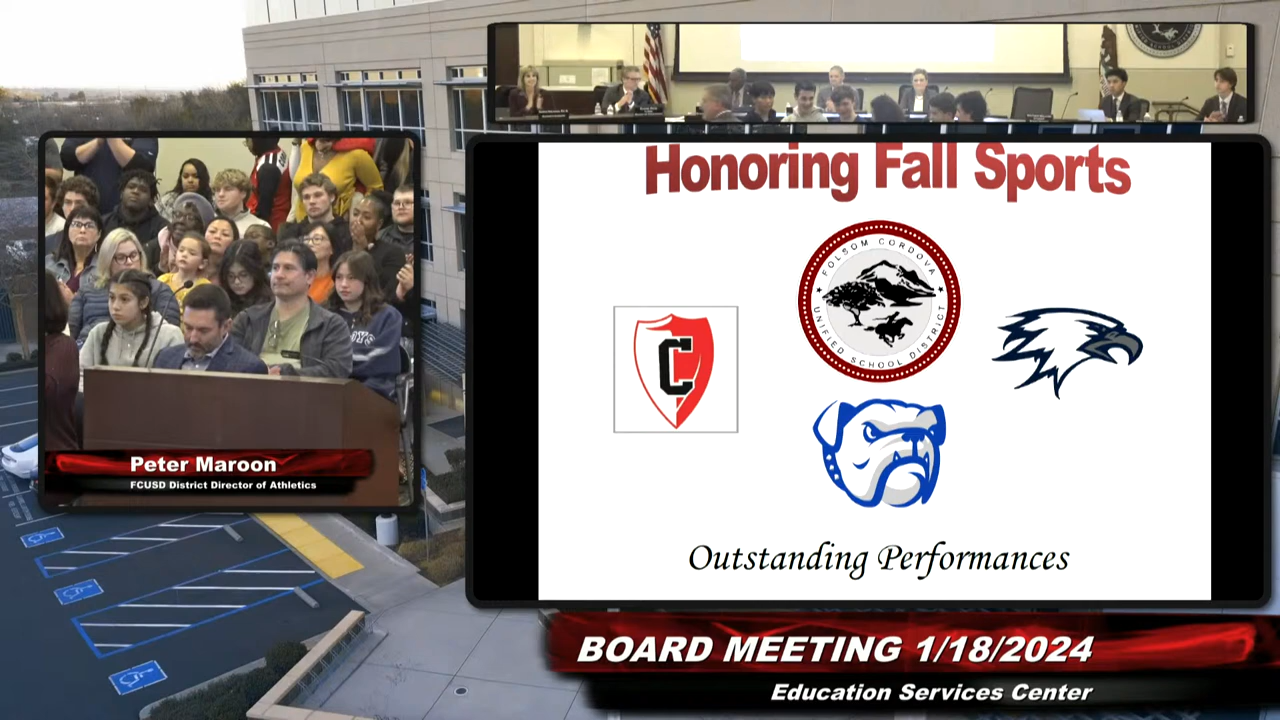 Honoring Fall Sports
FOLSOM CORDOVA
UNIFIED SCHOOL DISTRICT
C
Outstanding Performances
Peter Maroon
FCUSD District Director of Athletics
BOARD MEETING 1/18/2024
Education Services Center